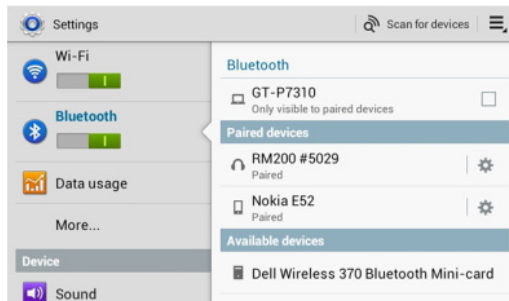 Settings
Scan for devices
Wi-Fi
Bluetooth
Data usage
More...
Device
Sound
Bluetooth
GT-P7310
Only visible to paired devices
Paired devices
RM200 #5029
Paired
Nokia E52
Paired
Available devices
Dell Wireless 370 Bluetooth Mini-card